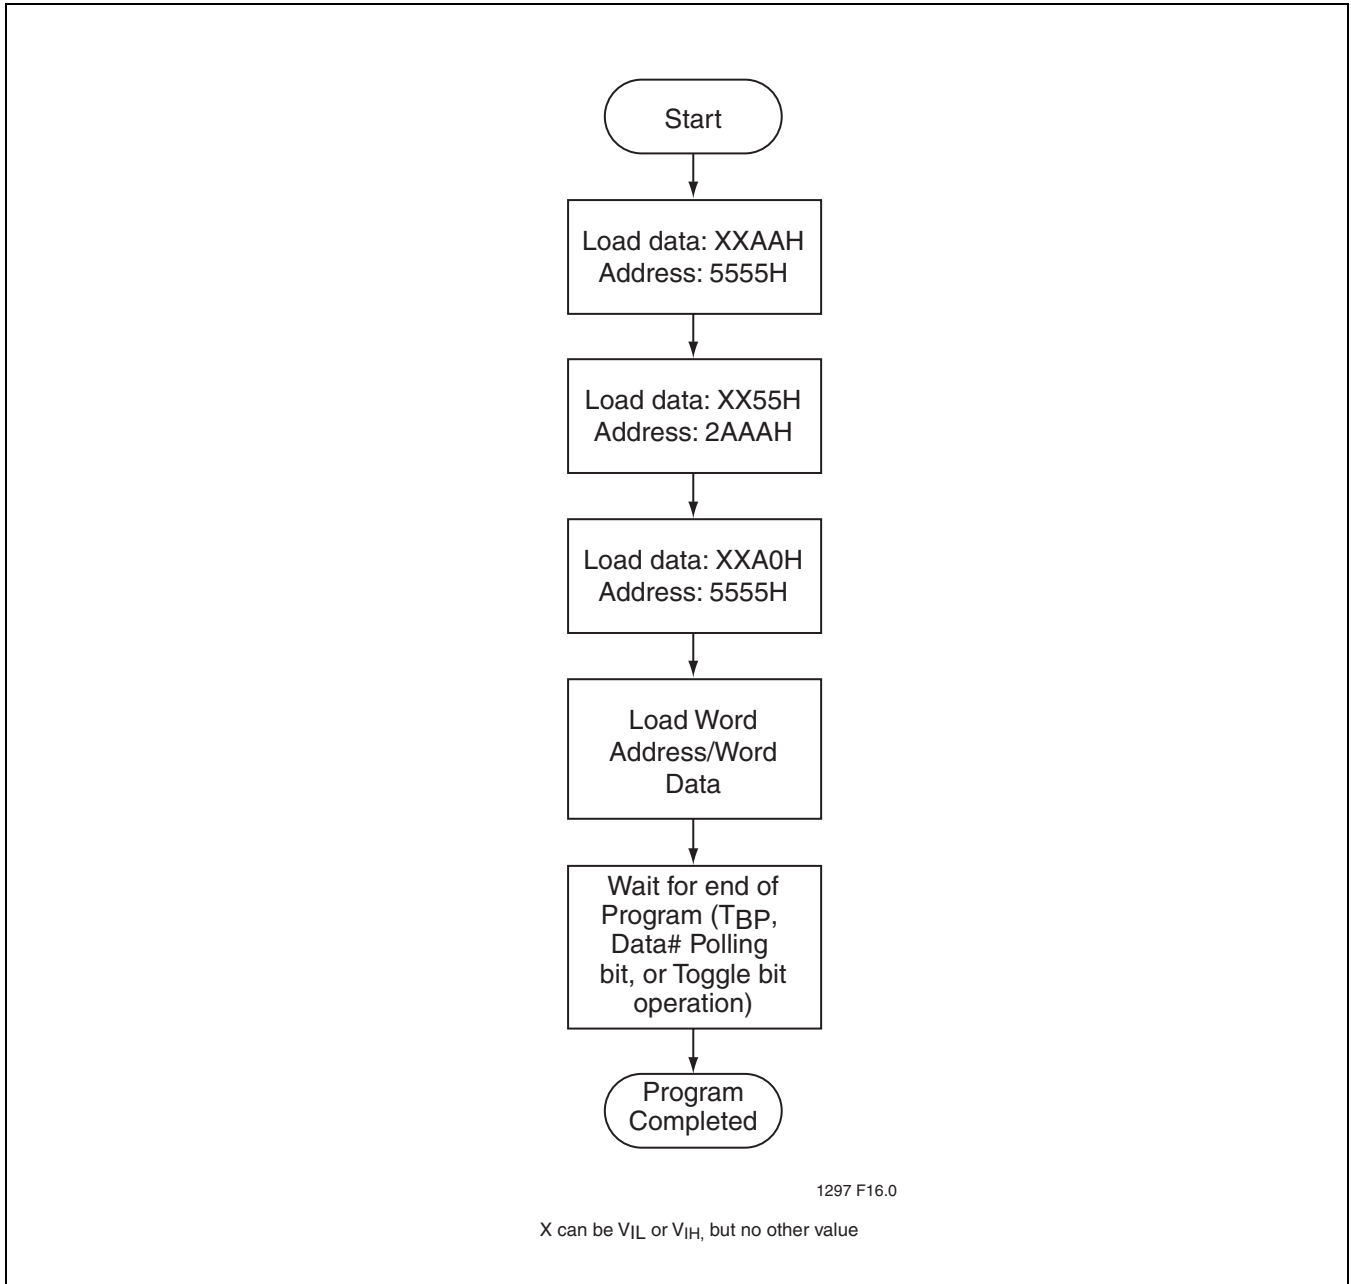 Start
Load data: XXAAH
Address: 5555H
Load data: XX55H
Address: 2AAAH
Load data: XXA0H
Address: 5555H
Load Word
Address/Word
Data
Wait for end of
Program (TBP,
Data# Polling
bit, or Toggle bit
operation)
Program
Completed
1297 F16.0
X can be VIL or VIH, but no other value